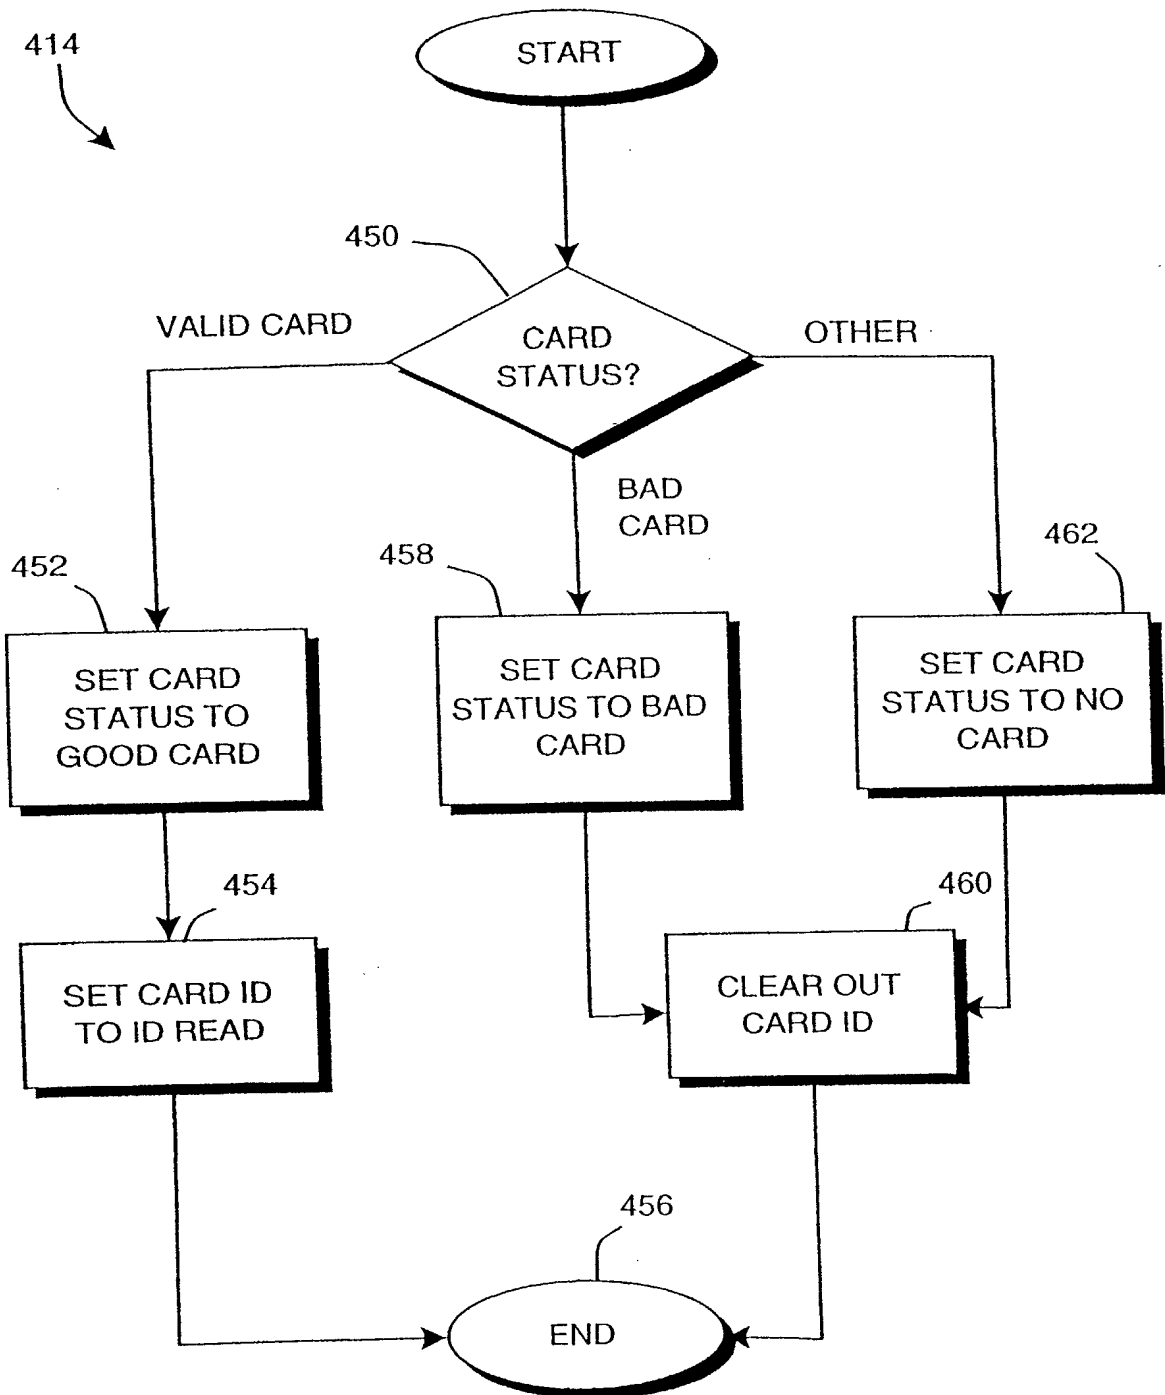 414
START
450
VALID CARD
CARD
STATUS?
OTHER
BAD
CARD
452
458
462
SET CARD
STATUS TO
GOOD CARD
SET CARD
STATUS TO BAD
CARD
SET CARD
STATUS TO NO
CARD
454
460
SET CARD ID
TO ID READ
CLEAR OUT
CARD ID
456
END